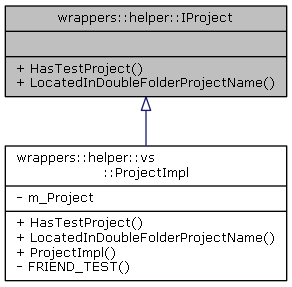 wrappers::helper::IProject
+ HasTestProject()
+ LocatedInDoubleFolderProjectName()
wrappers::helper::vs
::ProjectImpl
- m_Project
+ HasTestProject()
+ LocatedInDoubleFolderProjectName()
+ ProjectImpl()
- FRIEND_TEST()